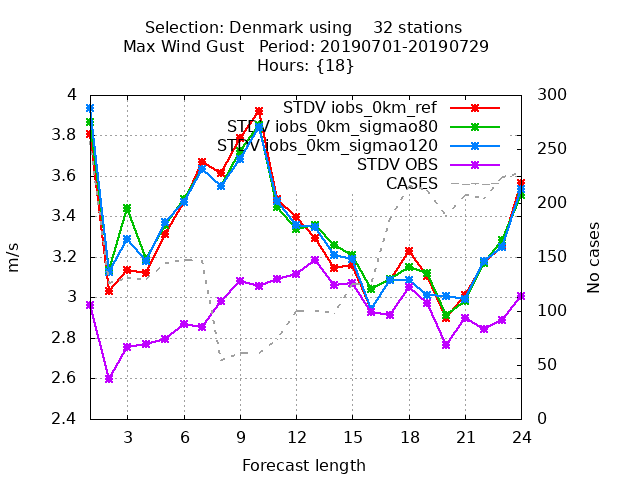 Selection: Denmark using    32 stations
Max Wind Gust   Period: 20190701-20190729
Hours: {18}
STDV iobs_0km_ref
STDV iobs_0km_sigmao80
STDV iobs_0km_sigmao120
STDV OBS
CASES
4
3.8
3.6
3.4
3.2
3
2.8
2.6
2.4
m/s
300
250
200
150
100
50
0
No cases
3 6 9 12 15 18 21 24
Forecast length